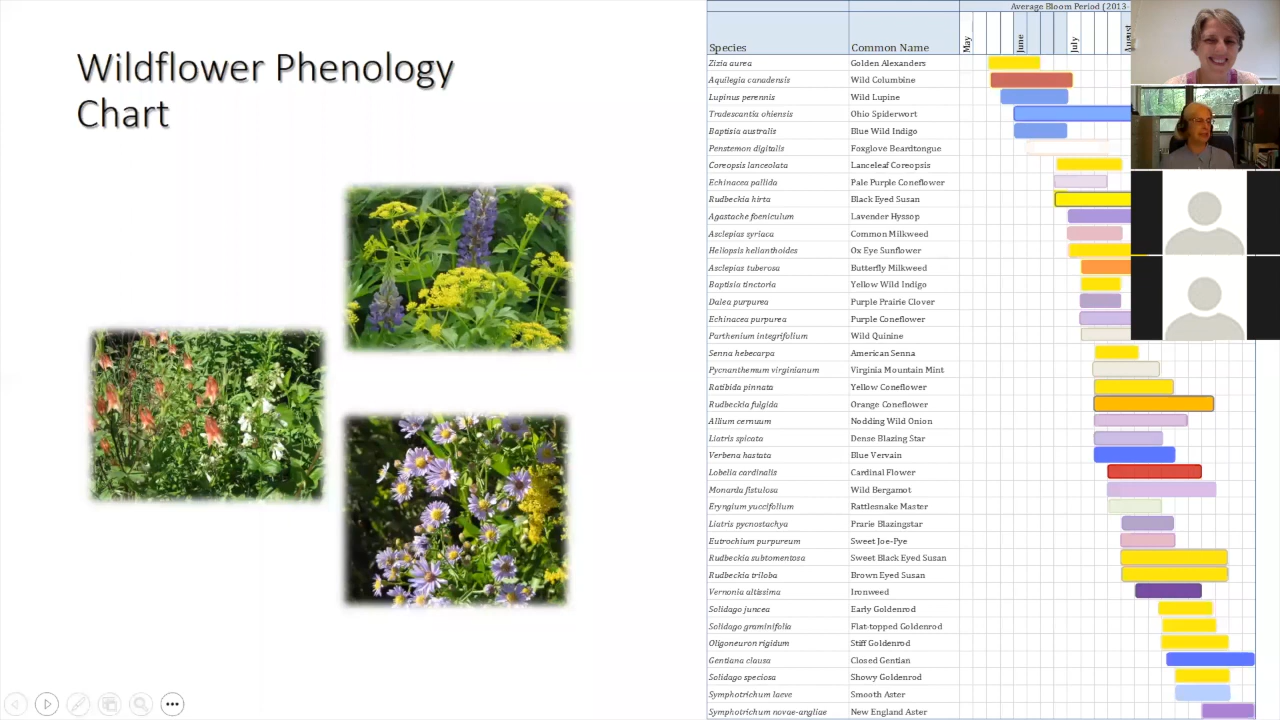 Wildflower Phenology
Chart
Average Bloom Period (2013-
Species Common Name May June July August
Zizia aurea Golden Alexanders
Aquilegia canadensis Wild Columbine
Lupinus perennis Wild Lupine
Tradescantia ohiensis Ohio Spiderwort
Baptisia australis Blue Wild Indigo
Penstemon digitalis Foxglove Beardtongue
Coreopsis lanceolata Lanceleaf Coreopsis
Echinacea pallida Pale Purple Coneflower
Rudbeckia hirta Black Eyed Susan
Agastache foeniculum Lavender Hyssop
Asclepias syriaca Common Milkweed
Heliopsis helianthoides Ox Eye Sunflower
Asclepias tuberosa Butterfly Milkweed
Baptisia tinctoria Yellow Wild Indigo
Dalea purpurea Purple Prairie Clover
Echinacea purpurea Purple Coneflower
Parthenium integrifolium Wild Quinine
Senna hebecarpa American Senna
Pycnanthemum virginianum Virginia Mountain Mint
Ratibida pinnata Yellow Coneflower
Rudbeckia fulgida Orange Coneflower
Allium cernuum Nodding Wild Onion
Liatris spicata Dense Blazing Star
Verbena hastata Blue Vervain
Lobelia cardinalis Cardinal Flower
Monarda fistulosa Wild Bergamot
Eryngium yuccifolium Rattlesnake Master
Liatris pycnostachya Prarie Blazingstar
Eutrochium purpureum Sweet Joe-Pye
Rudbeckia subtomentosa Sweet Black Eyed Susan
Rudbeckia triloba Brown Eyed Susan
Vernonia altissima Ironweed
Solidago juncea Early Goldenrod
Solidago graminifolia Flat-topped Goldenrod
Oligoneuron rigidum Stiff Goldenrod
Gentiana clausa Closed Gentian
Solidago speciosa Showy Goldenrod
Symphotrichum laeve Smooth Aster
Symphotrichum novae-angliae New England Aster